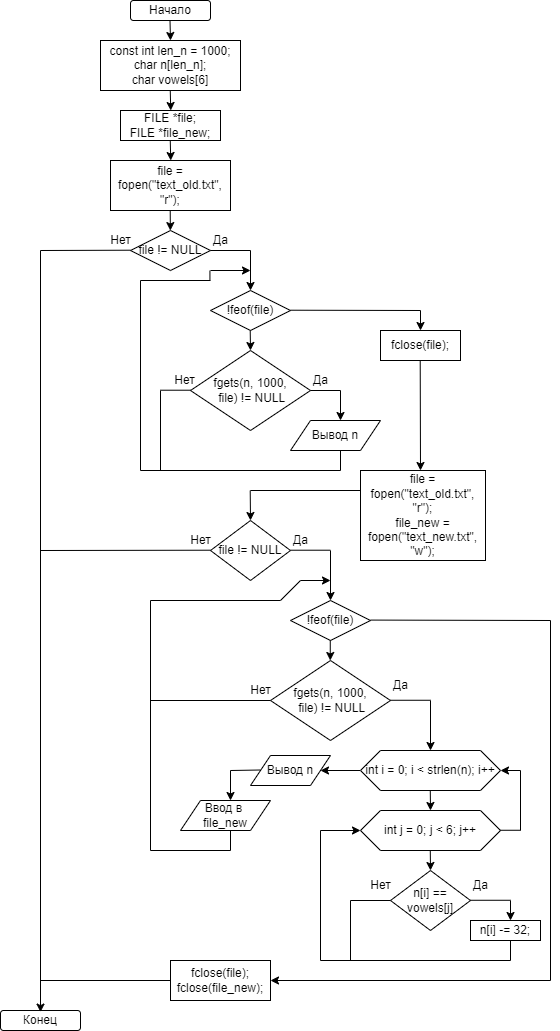 Начало
const int len_n = 1000;
char n[len_n];
char vowels[6]
FILE *file;
FILE *file_new;
file =
fopen("text_old.txt",
"r");
Нет
file != NULL
Да
!feof(file)
fclose(file);
Нет
fgets(n, 1000,
file) != NULL
Да
Вывод n
file =
fopen("text_old.txt",
"r");
file_new =
fopen("text_new.txt",
"w");
Нет
file != NULL
Да
!feof(file)
Нет
fgets(n, 1000,
file) != NULL
Да
Вывод n
int i = 0; i < strlen(n); i++
Ввод в
file_new
int j = 0; j < 6; j++
Нет
n[i] ==
vowels[j]
Да
n[i] -= 32;
fclose(file);
fclose(file_new);
Конец